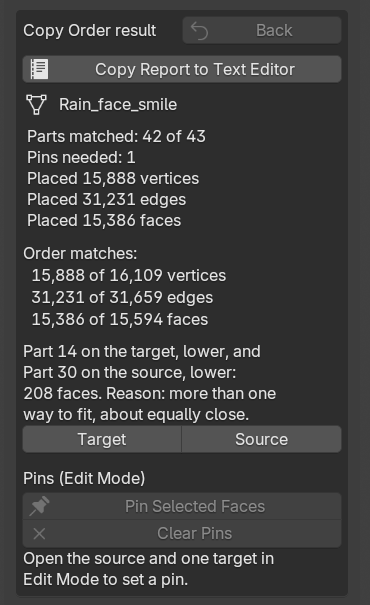 Copy Order result
Back
Copy Report to Text Editor
Rain_face_smile
Parts matched: 42 of 43
Pins needed: 1
Placed 15,888 vertices
Placed 31,231 edges
Placed 15,386 faces
Order matches:
15,888 of 16,109 vertices
31,231 of 31,659 edges
15,386 of 15,594 faces
Part 14 on the target, lower, and
Part 30 on the source, lower:
208 faces. Reason: more than one
way to fit, about equally close.
Target
Source
Pins (Edit Mode)
Pin Selected Faces
Clear Pins
Open the source and one target in
Edit Mode to set a pin.